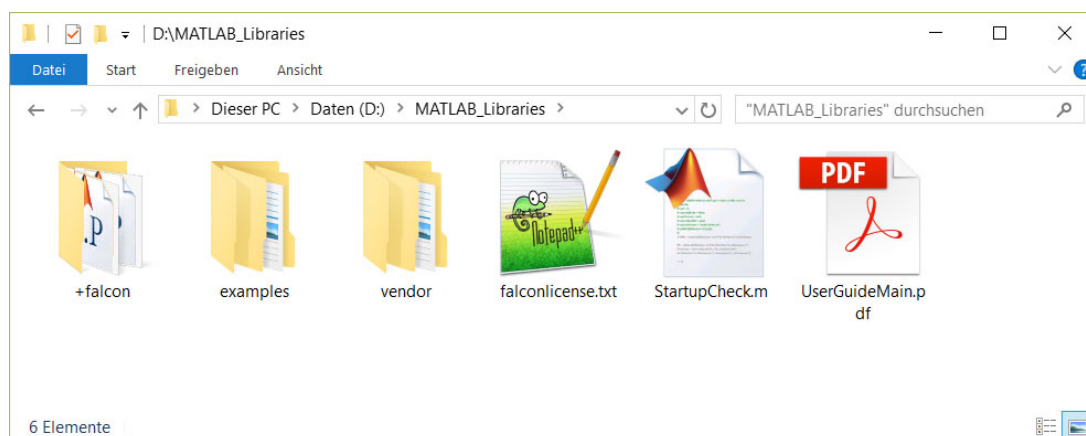 D:\MATLAB_Libraries
Datei Start Freigeben Ansicht
Dieser PC > Daten (D:) > MATLAB_Libraries >
"MATLAB_Libraries" durchsuchen
.P P
Notepad++
PDF
+falcon
examples
vendor
falconlicense.txt
StartupCheck.m
UserGuideMain.p
df
6 Elemente